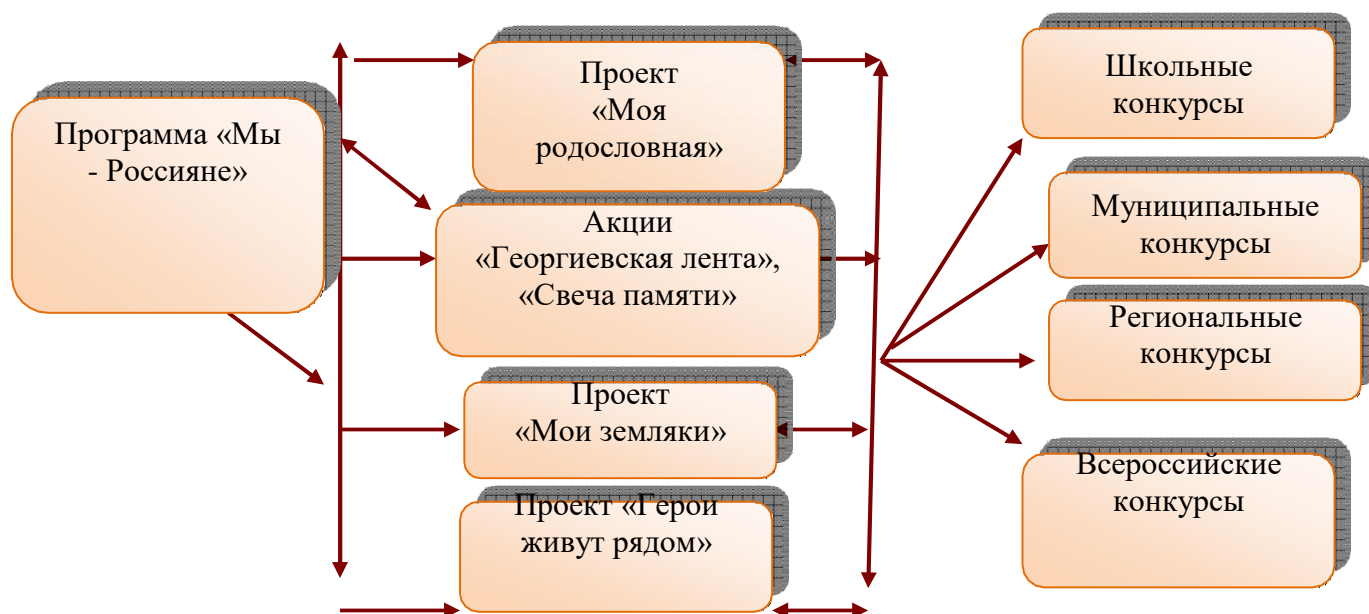 Программа «Мы
- Россияне»
Проект
«Моя
родословная»
Акции
«Георгиевская лента»,
«Свеча памяти»
Проект
«Мои земляки»
Проект «Герои
живут рядом»
Школьные
конкурсы
Муниципальные
конкурсы
Региональные
конкурсы
Всероссийские
конкурсы